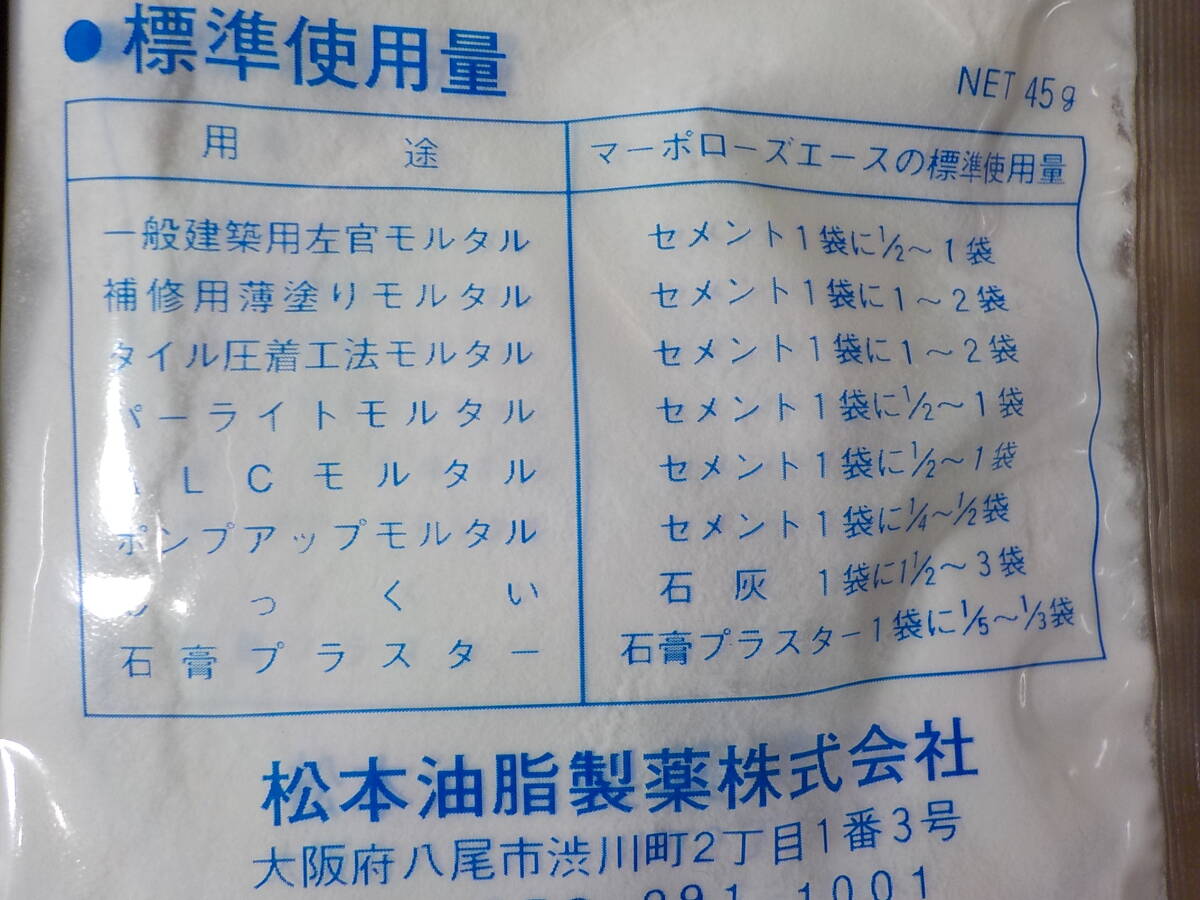 ●標準使用量
NET 45g
用途 マーポローズエースの標準使用量
一般建築用左官モルタル セメント1袋に1/2～1袋
補修用薄塗りモルタル セメント1袋に1～2袋
タイル圧着工法モルタル セメント1袋に1～2袋
パーライトモルタル セメント1袋に1/2～1袋
ALCモルタル セメント1袋に1/2～1袋
ポンプアップモルタル セメント1袋に1/4～1/2袋
しっくい 石灰 1袋に1 1/2～3袋
石膏プラスター 石膏プラスター1袋に1/5～1/3袋
松本油脂製薬株式会社
大阪府八尾市渋川町2丁目1番3号
991 1001